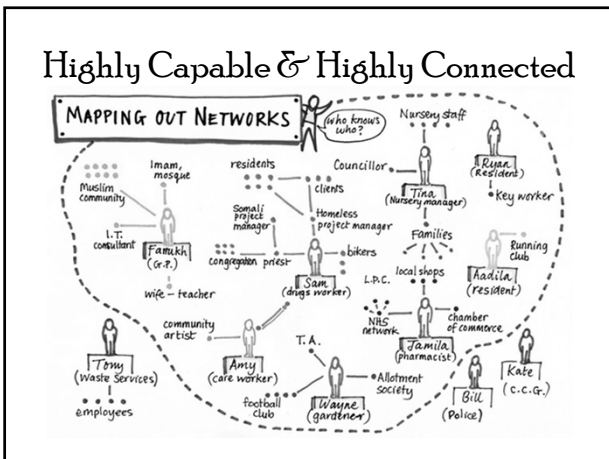 Highly Capable & Highly Connected
MAPPING OUT NETWORKS
who knows
who?
Nursery staff
Councillor
Tina
(Nursery manager)
Families
Ryan
(Resident)
Key worker
Imam,
mosque
Muslim
community
I.T.
consultant
Farrukh
(G.P.)
wife - teacher
residents
clients
Somali
project
manager
Homeless
project manager
congregation
priest
bikers
Sam
(drugs worker)
Running
club
Aadila
(resident)
local shops
L.P.C.
NHS
network
chamber
of commerce
Jamila
(pharmacist)
community
artist
Amy
(care worker)
T.A.
football
club
Allotment
society
Wayne
(gardener)
Tony
(Waste Services)
employees
Bill
(Police)
Kate
(C.C.G.)